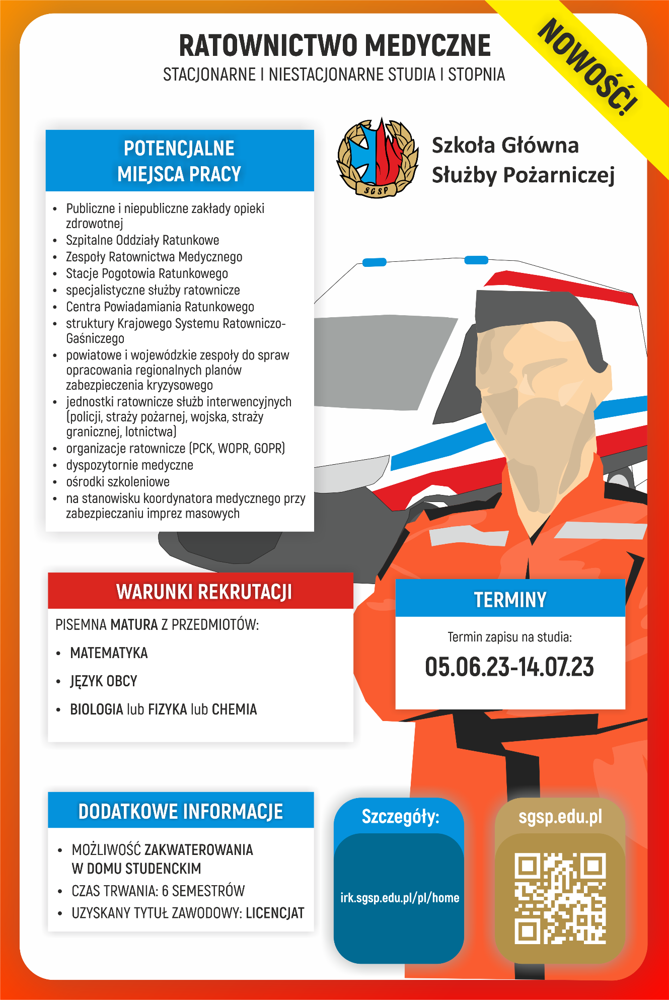 RATOWNICTWO MEDYCZNE
STACJONARNE I NIESTACJONARNE STUDIA I STOPNIA
NOWOŚĆ!
POTENCJALNE
MIEJSCA PRACY
• Publiczne i niepubliczne zakłady opieki
zdrowotnej
• Szpitalne Oddziały Ratunkowe
• Zespoły Ratownictwa Medycznego
• Stacje Pogotowia Ratunkowego
• specjalistyczne służby ratownicze
• Centra Powiadamiania Ratunkowego
• struktury Krajowego Systemu Ratowniczo-
Gaśniczego
• powiatowe i wojewódzkie zespoły do spraw
opracowania regionalnych planów
zabezpieczenia kryzysowego
• jednostki ratownicze służb interwencyjnych
(policji, straży pożarnej, wojska, straży
granicznej, lotnictwa)
• organizacje ratownicze (PCK, WOPR, GOPR)
• dyspozytornie medyczne
• ośrodki szkoleniowe
• na stanowisku koordynatora medycznego przy
zabezpieczaniu imprez masowych
SGSP
Szkoła Główna
Służby Pożarniczej
WARUNKI REKRUTACJI
PISEMNA MATURA Z PRZEDMIOTÓW:
• MATEMATYKA
• JĘZYK OBCY
• BIOLOGIA lub FIZYKA lub CHEMIA
TERMINY
Termin zapisu na studia:
05.06.23-14.07.23
DODATKOWE INFORMACJE
• MOŻLIWOŚĆ ZAKWATEROWANIA
W DOMU STUDENCKIM
• CZAS TRWANIA: 6 SEMESTRÓW
• UZYSKANY TYTUŁ ZAWODOWY: LICENCJAT
Szczegóły:
irk.sgsp.edu.pl/pl/home
sgsp.edu.pl